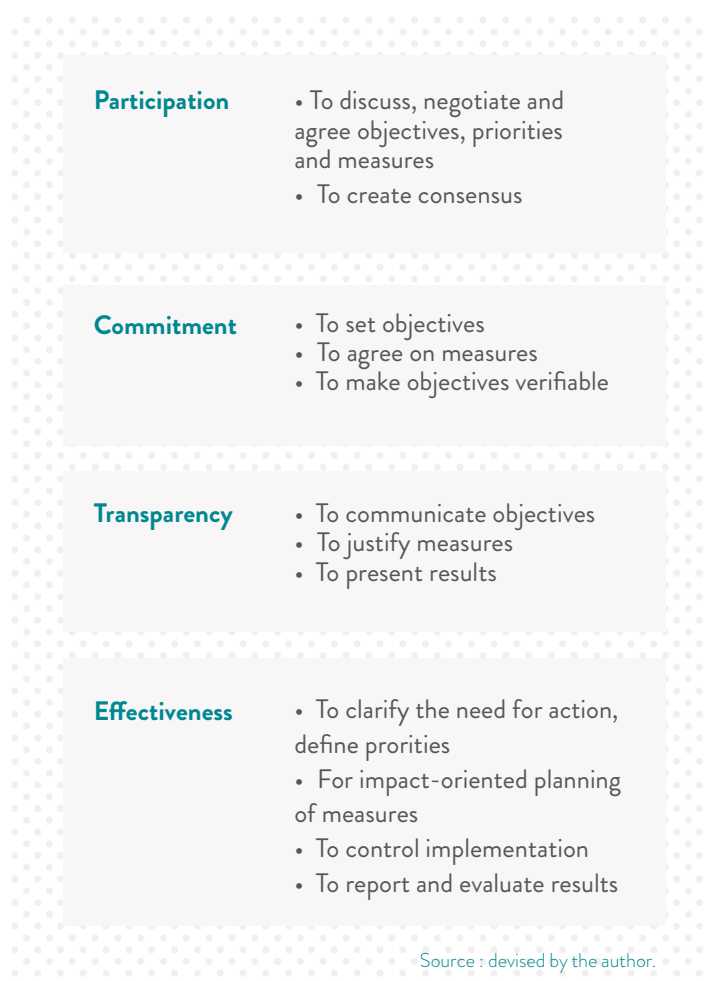 Participation
• To discuss, negotiate and
agree objectives, priorities
and measures
• To create consensus
Commitment
• To set objectives
• To agree on measures
• To make objectives verifiable
Transparency
• To communicate objectives
• To justify measures
• To present results
Effectiveness
• To clarify the need for action,
define prorities
• For impact-oriented planning
of measures
• To control implementation
• To report and evaluate results
Source : devised by the author.